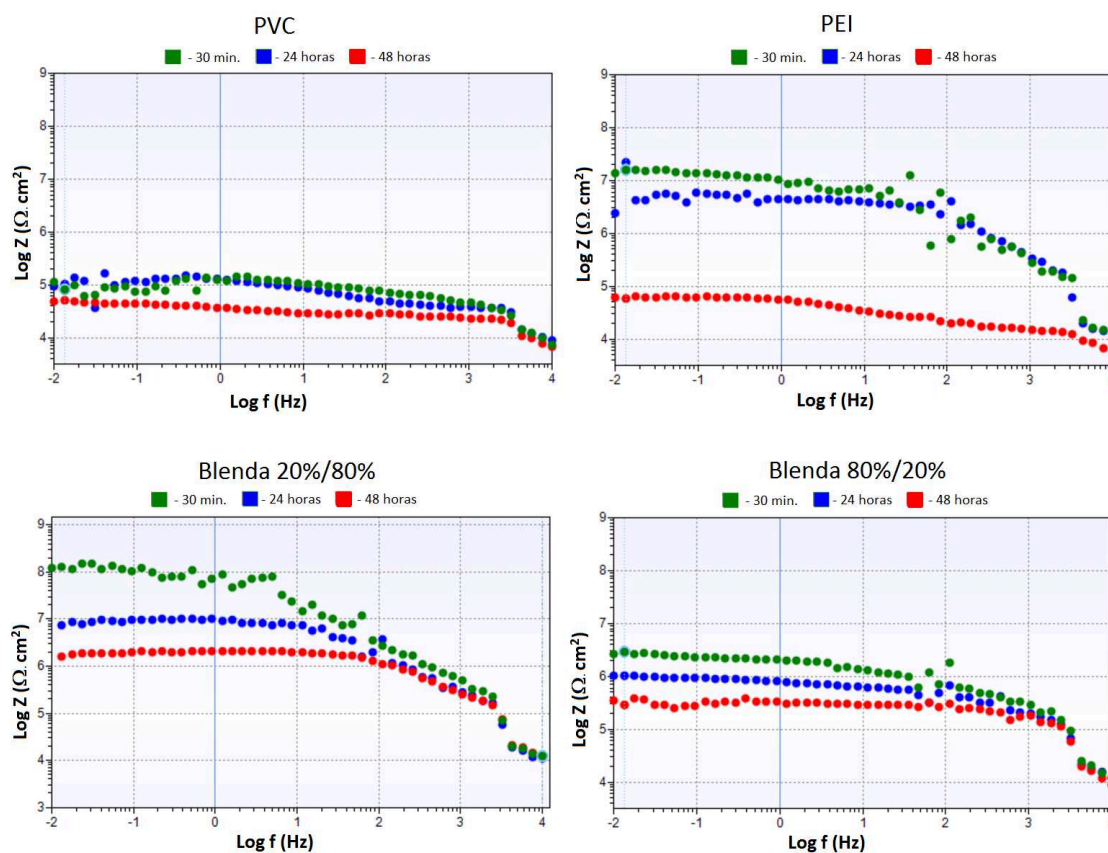 PVC
- 30 min. - 24 horas - 48 horas
9
8
7
6
5
4
Log Z (Ω. cm2)
-2 -1 0 1 2 3 4
Log f (Hz)
PEI
- 30 min. - 24 horas - 48 horas
9
8
7
6
5
4
Log Z (Ω. cm2)
-2 -1 0 1 2 3
Log f (Hz)
Blenda 20%/80%
- 30 min. - 24 horas - 48 horas
9
8
7
6
5
4
3
Log Z (Ω. cm2)
-2 -1 0 1 2 3 4
Log f (Hz)
Blenda 80%/20%
- 30 min. - 24 horas - 48 horas
9
8
7
6
5
4
Log Z (Ω. cm2)
-2 -1 0 1 2 3
Log f (Hz)